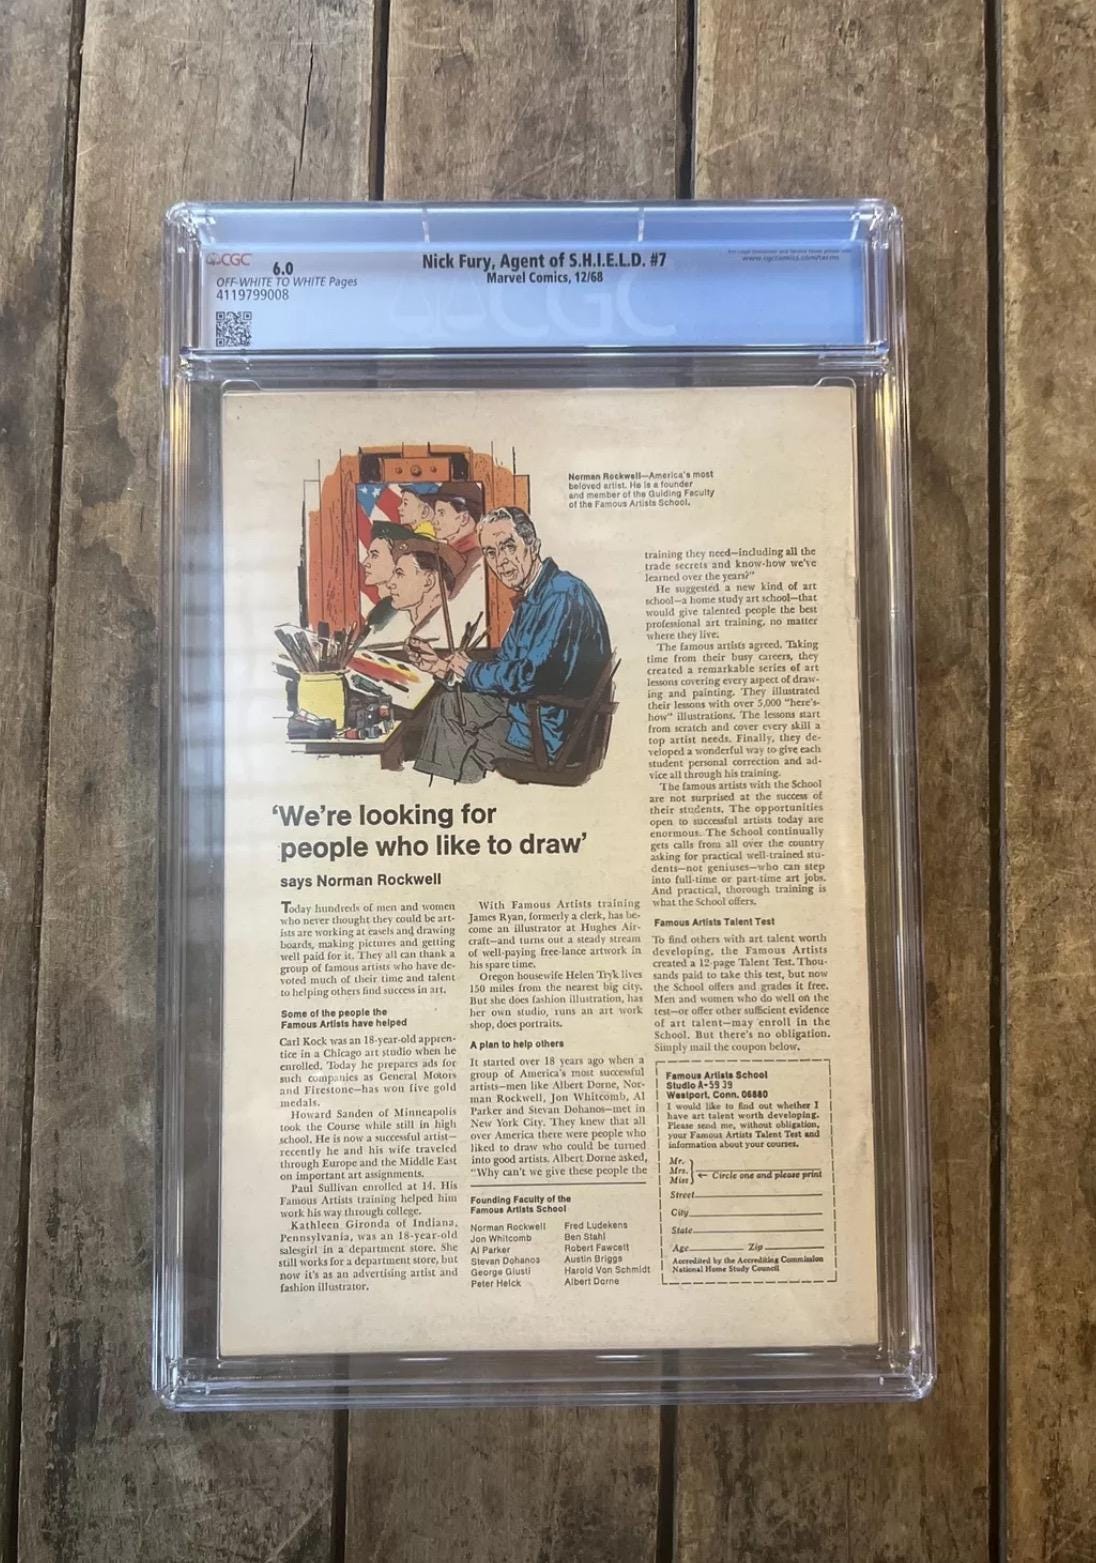 CGC
6.0
OFF-WHITE TO WHITE Pages
4119799008
Nick Fury, Agent of S.H.I.E.L.D. #7
Marvel Comics, 12/68
www.cgccomics.com/terms
CGC
Norman Rockwell—America's most
beloved artist. He is a founder
and member of the Guiding Faculty
of the Famous Artists School.
'We're looking for
people who like to draw'
says Norman Rockwell
Today hundreds of men and women
who never thought they could be art-
ists are working at easels and drawing
boards, making pictures and getting
well paid for it. They all can thank a
group of famous artists who have de-
voted much of their time and talent
to helping others find success in art.
Some of the people the
Famous Artists have helped
Carl Kock was an 18-year-old appren-
tice in a Chicago art studio when he
enrolled. Today he prepares ads for
such companies as General Motors
and Firestone—has won five gold
medals.
Howard Sanden of Minneapolis
took the Course while still in high
school. He is now a successful artist—
recently he and his wife traveled
through Europe and the Middle East
on important art assignments.
Paul Sullivan enrolled at 14. His
Famous Artists training helped him
work his way through college.
Kathleen Gironda of Indiana,
Pennsylvania, was an 18-year-old
salesgirl in a department store. She
still works for a department store, but
now it's as an advertising artist and
fashion illustrator.
With Famous Artists training
James Ryan, formerly a clerk, has be-
come an illustrator at Hughes Air-
craft—and turns out a steady stream
of well-paying free-lance artwork in
his spare time.
Oregon housewife Helen Tryk lives
150 miles from the nearest big city.
But she does fashion illustration, has
her own studio, runs an art work
shop, does portraits.
A plan to help others
It started over 18 years ago when a
group of America's most successful
artists—men like Albert Dorne, Nor-
man Rockwell, Jon Whitcomb, Al
Parker and Stevan Dohanos—met in
New York City. They knew that all
over America there were people who
liked to draw who could be turned
into good artists. Albert Dorne asked,
"Why can't we give these people the
Founding Faculty of the
Famous Artists School
Norman Rockwell
Jon Whitcomb
Al Parker
Stevan Dohanos
George Giusti
Peter Helck
Fred Ludekens
Ben Stahl
Robert Fawcett
Austin Briggs
Harold Von Schmidt
Albert Dorne
training they need—including all the
trade secrets and know-how we've
learned over the years?"
He suggested a new kind of art
school—a home study art school—that
would give talented people the best
professional art training, no matter
where they live.
The famous artists agreed. Taking
time from their busy careers, they
created a remarkable series of art
lessons covering every aspect of draw-
ing and painting. They illustrated
their lessons with over 5,000 "here's-
how" illustrations. The lessons start
from scratch and cover every skill a
top artist needs. Finally, they de-
veloped a wonderful way to give each
student personal correction and ad-
vice all through his training.
The famous artists with the School
are not surprised at the success of
their students. The opportunities
open to successful artists today are
enormous. The School continually
gets calls from all over the country
asking for practical well-trained stu-
dents—not geniuses—who can step
into full-time or part-time art jobs.
And practical, thorough training is
what the School offers.
Famous Artists Talent Test
To find others with art talent worth
developing, the Famous Artists
created a 12-page Talent Test. Thou-
sands paid to take this test, but now
the School offers and grades it free.
Men and women who do well on the
test—or offer other sufficient evidence
of art talent—may enroll in the
School. But there's no obligation.
Simply mail the coupon below.
Famous Artists School
Studio A-59 39
Westport, Conn. 06880
I would like to find out whether I
have art talent worth developing.
Please send me, without obligation,
your Famous Artists Talent Test and
information about your courses.
Mr.
Mrs. ← Circle one and please print
Miss
Street
City
State
Age Zip
Accredited by the Accrediting Commission
National Home Study Council